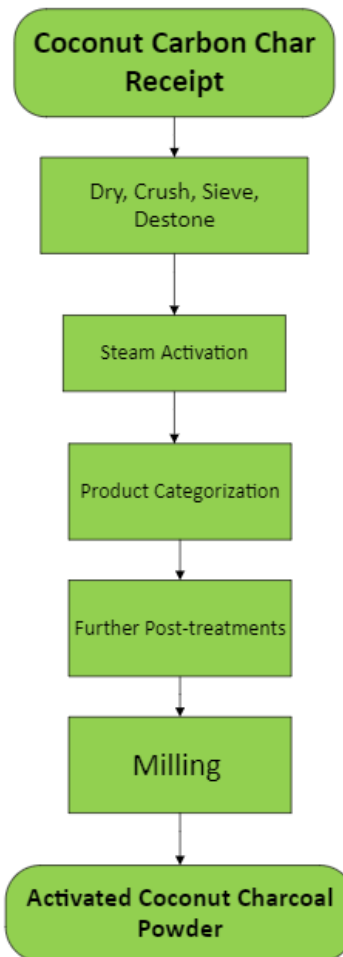 Coconut Carbon Char
Receipt
Dry, Crush, Sieve,
Destone
Steam Activation
Product Categorization
Further Post-treatments
Milling
Activated Coconut Charcoal
Powder